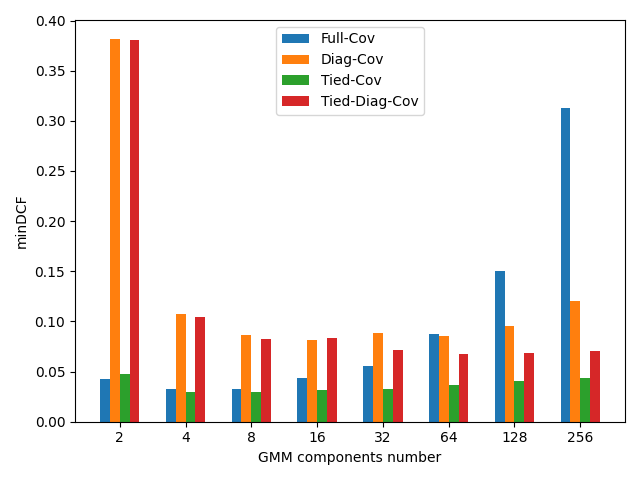 0.40
0.35
0.30
0.25
0.20
0.15
0.10
0.05
0.00
minDCF
Full-Cov
Diag-Cov
Tied-Cov
Tied-Diag-Cov
2 4 8 16 32 64 128 256
GMM components number